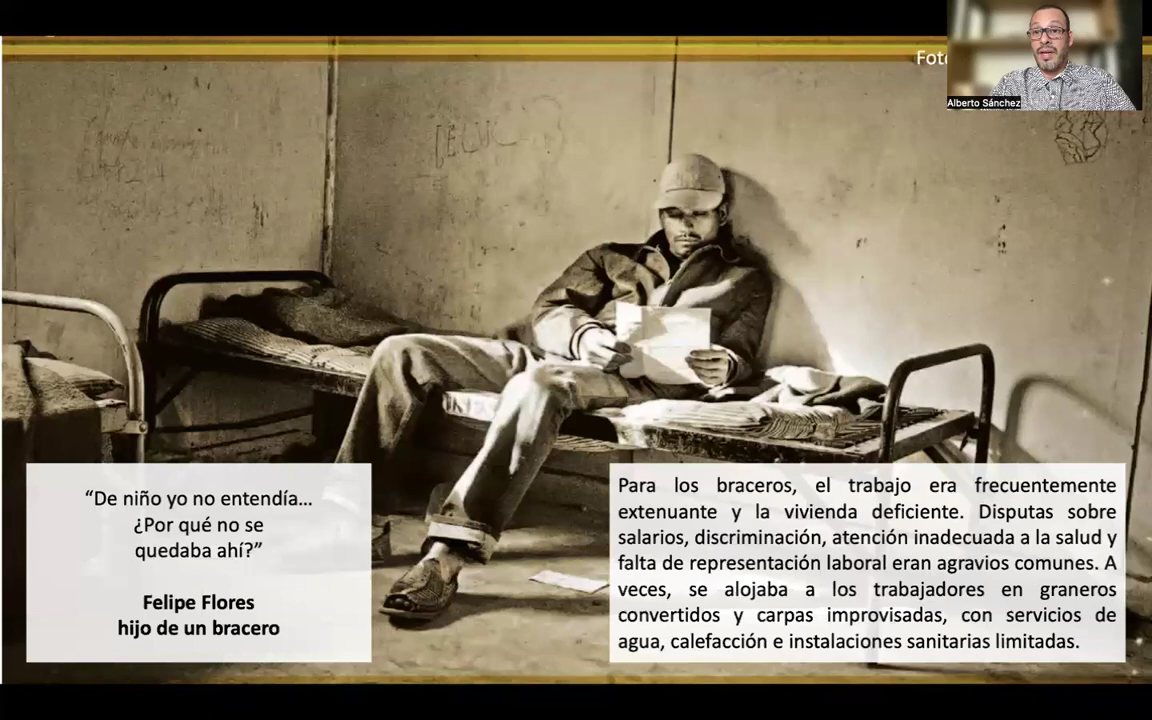 Foto
Alberto Sánchez
“De niño yo no entendía…
¿Por qué no se
quedaba ahí?”
Felipe Flores
hijo de un bracero
Para los braceros, el trabajo era frecuentemente
extenuante y la vivienda deficiente. Disputas sobre
salarios, discriminación, atención inadecuada a la salud y
falta de representación laboral eran agravios comunes. A
veces, se alojaba a los trabajadores en graneros
convertidos y carpas improvisadas, con servicios de
agua, calefacción e instalaciones sanitarias limitadas.